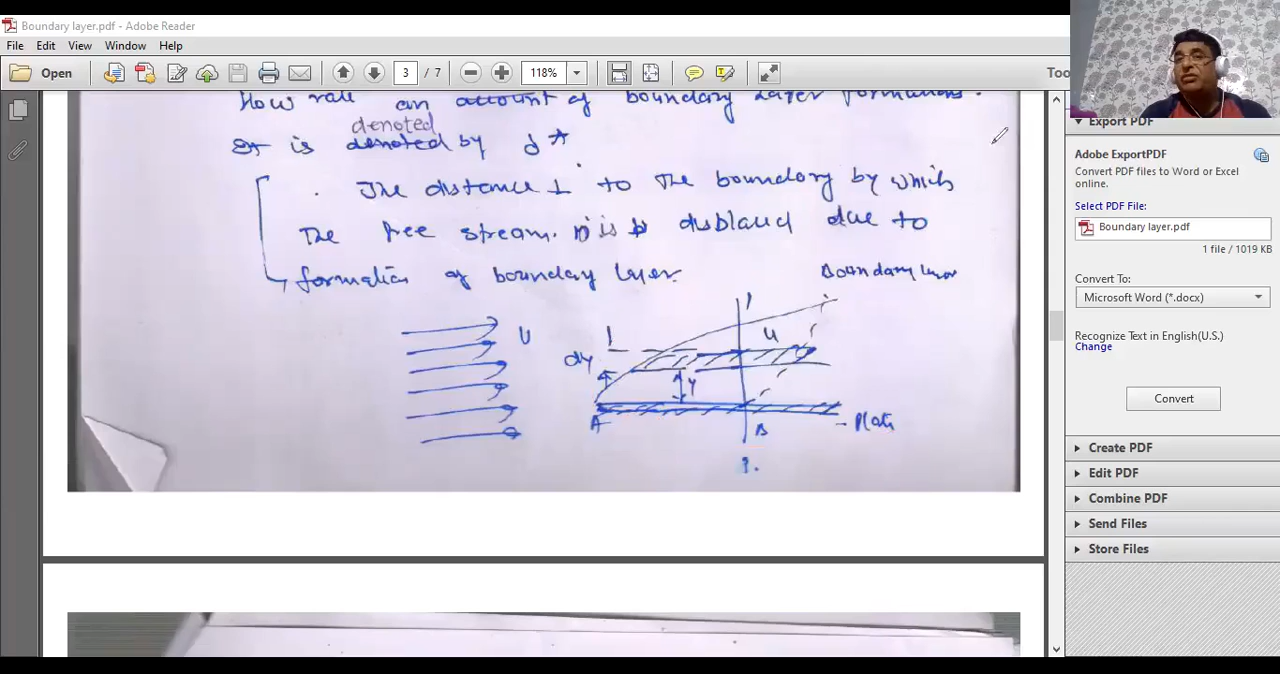 Boundary layer.pdf - Adobe Reader
File Edit View Window Help
Open 3 / 7 118% Too
an account of boundary layer
denoted
is denoted by δ*
The distance ⊥ to the boundary by which
the free stream is displaced due to
formation of boundary layer
Boundary layer
U
u
dy
y
A
B
- Plate
Export PDF
Adobe ExportPDF
Convert PDF files to Word or Excel
online.
Select PDF File:
Boundary layer.pdf
1 file / 1019 KB
Convert To:
Microsoft Word (*.docx)
Recognize Text in English(U.S.)
Change
Convert
Create PDF
Edit PDF
Combine PDF
Send Files
Store Files